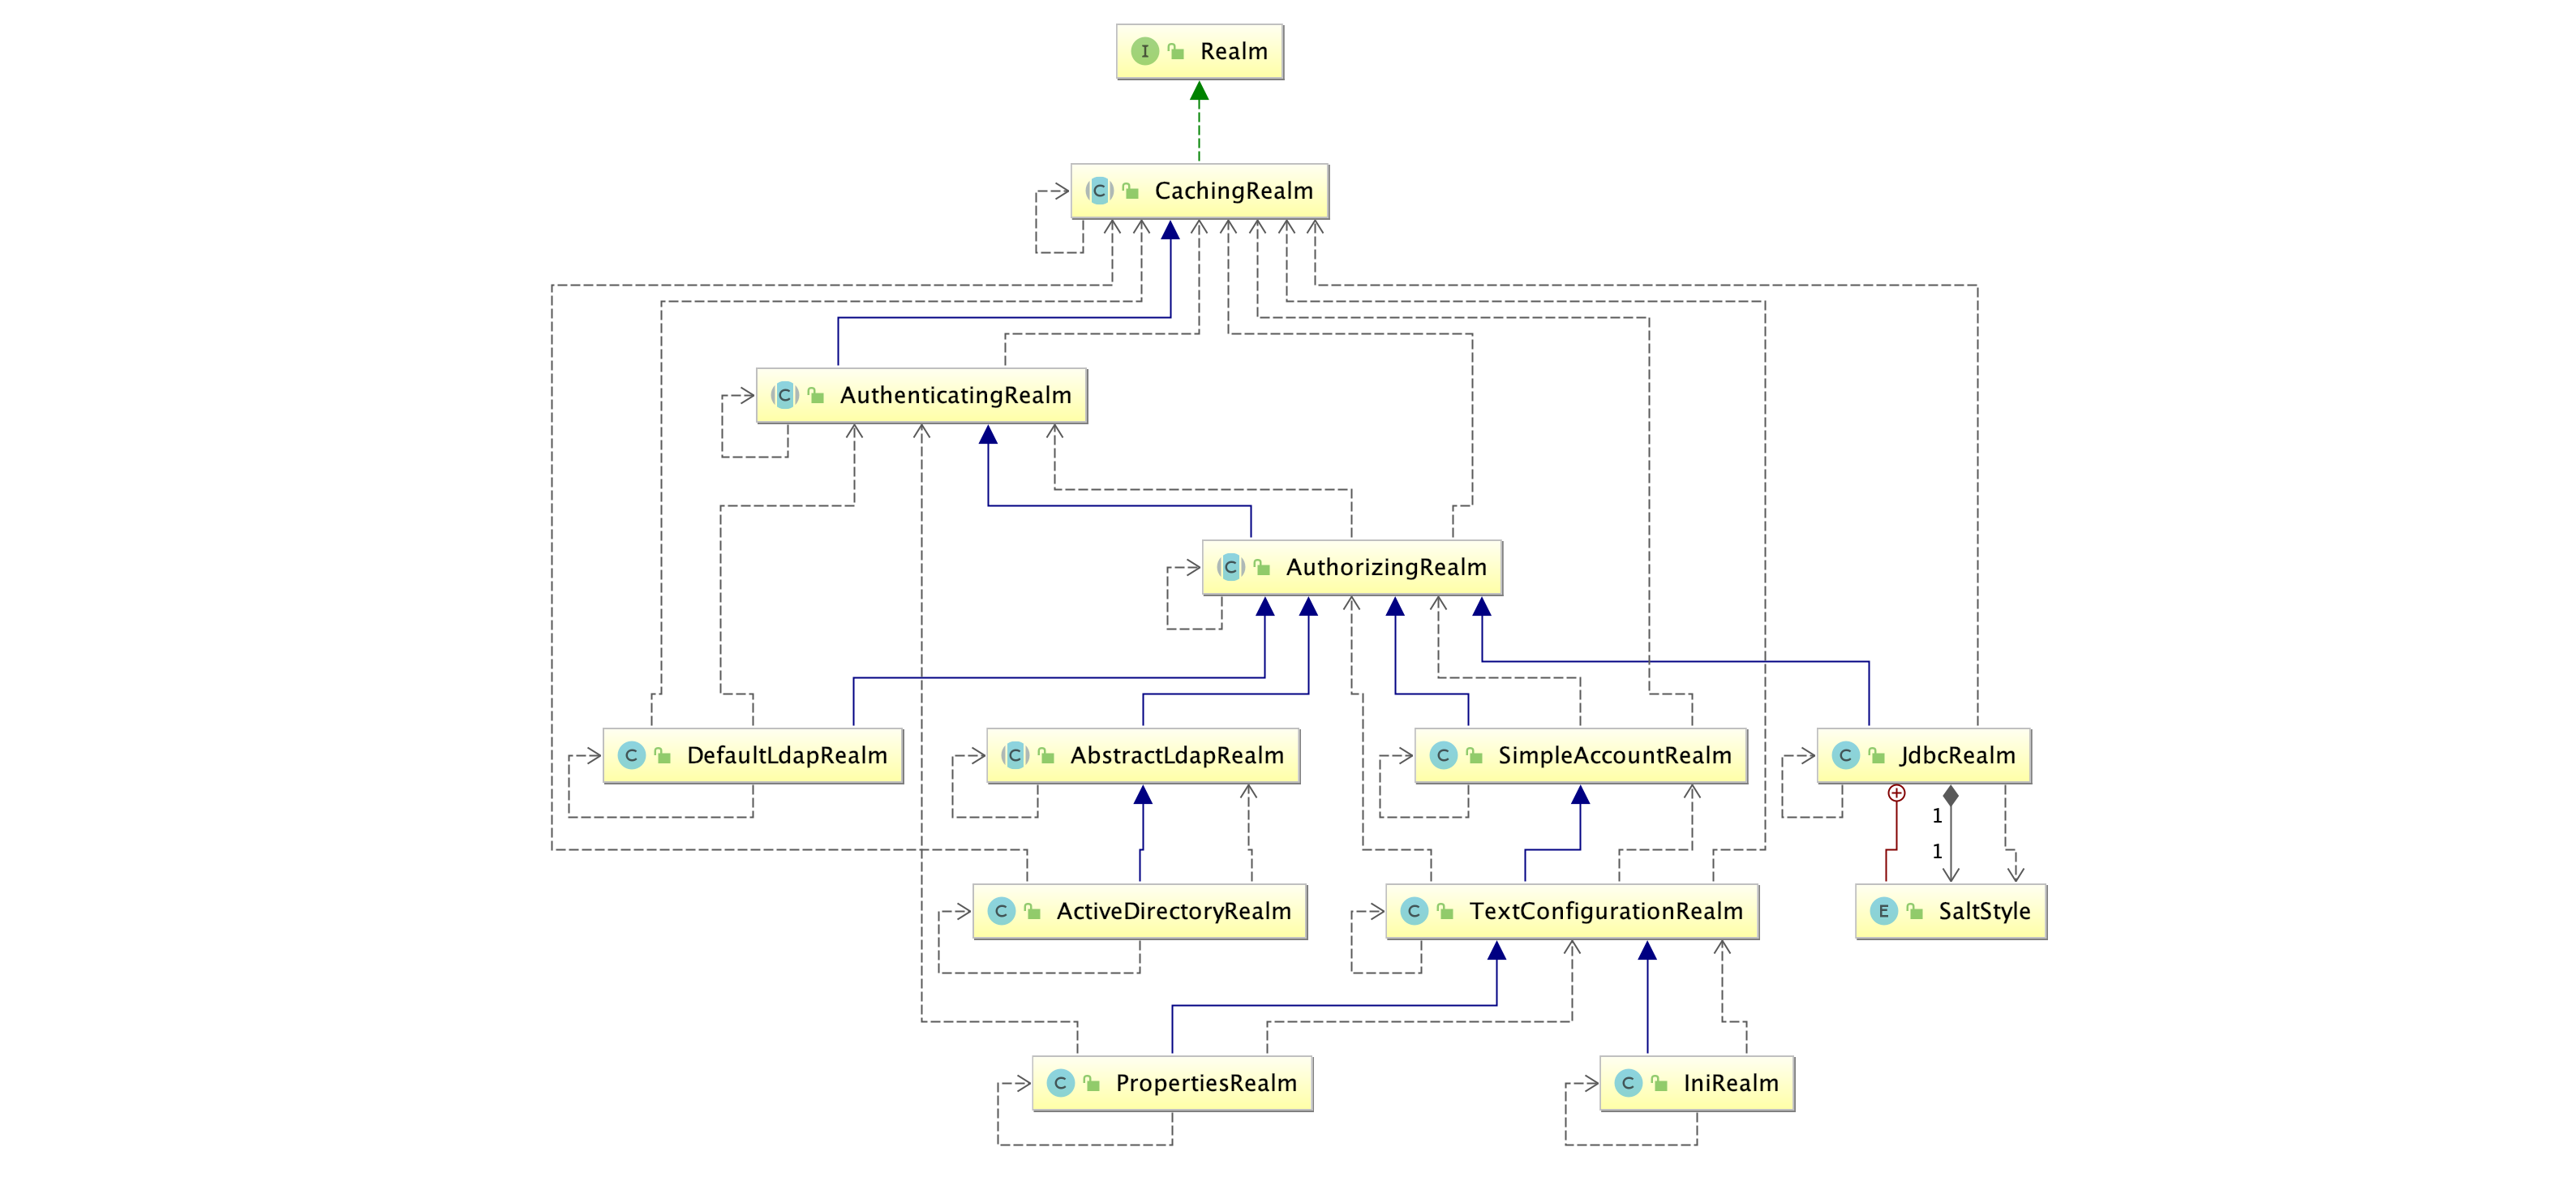 I Realm
C CachingRealm
C AuthenticatingRealm
C AuthorizingRealm
C DefaultLdapRealm
C AbstractLdapRealm
C SimpleAccountRealm
C JdbcRealm
1
1
C ActiveDirectoryRealm
C TextConfigurationRealm
E SaltStyle
C PropertiesRealm
C IniRealm